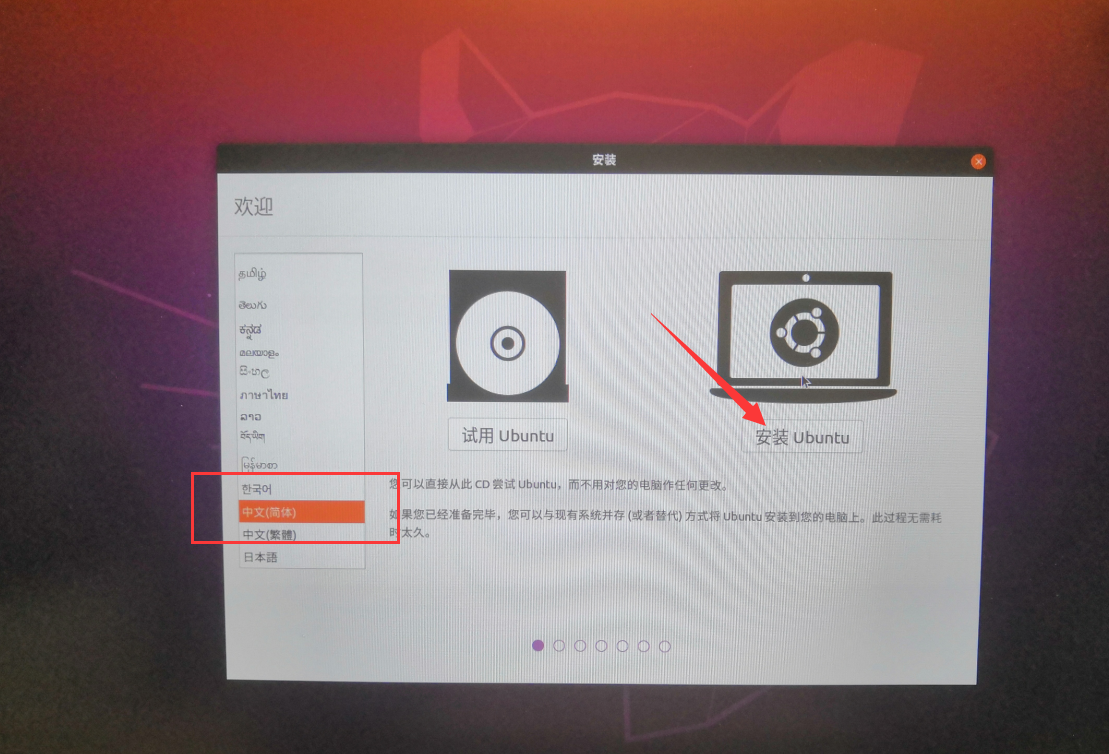 安装
欢迎
தமிழ்
తెలుగు
ಕನ್ನಡ
മലയാളം
සිංහල
ภาษาไทย
ລາວ
བོད་ཡིག
မြန်မာစာ
한국어
中文(简体)
中文(繁體)
日本語
试用 Ubuntu
安装 Ubuntu
您可以直接从此 CD 尝试 Ubuntu，而不用对您的电脑作任何更改。
如果您已经准备完毕，您可以与现有系统并存 (或者替代) 方式将 Ubuntu 安装到您的电脑上。此过程无需耗
时太久。